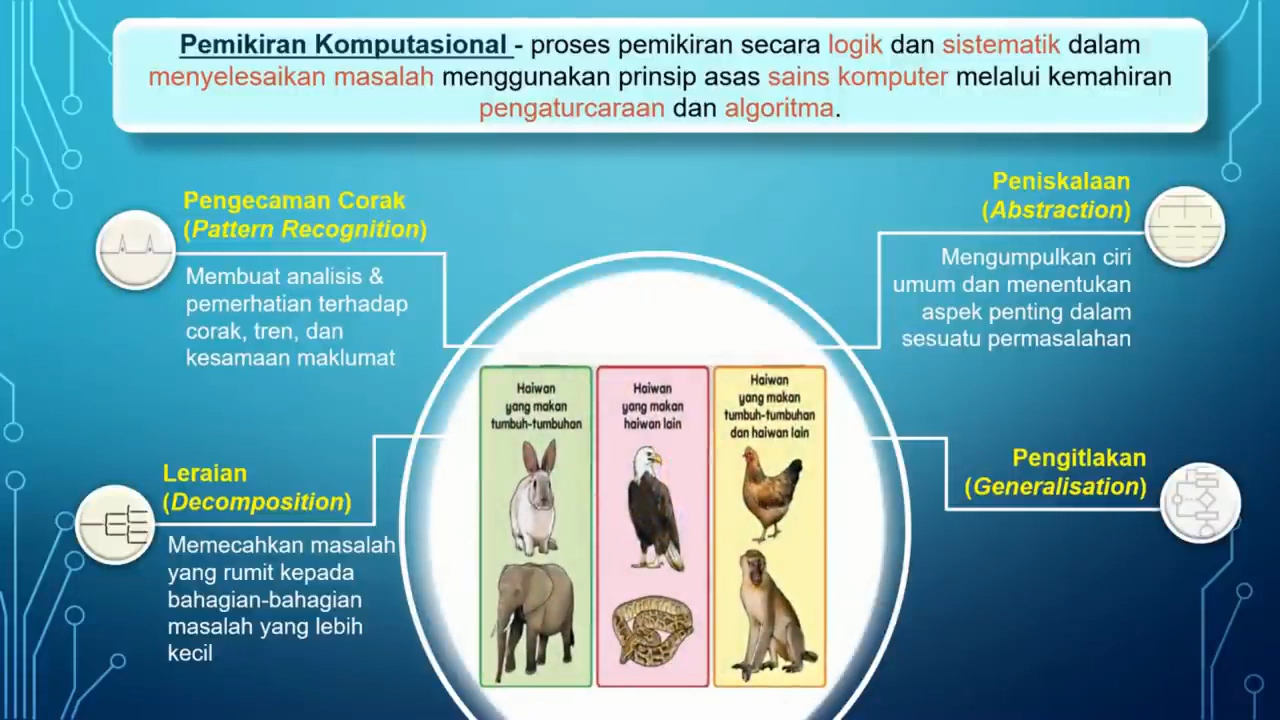 Pemikiran Komputasional - proses pemikiran secara logik dan sistematik dalam
menyelesaikan masalah menggunakan prinsip asas sains komputer melalui kemahiran
pengaturcaraan dan algoritma.
Pengecaman Corak
(Pattern Recognition)
Membuat analisis &
pemerhatian terhadap
corak, tren, dan
kesamaan maklumat
Leraian
(Decomposition)
Memecahkan masalah
yang rumit kepada
bahagian-bahagian
masalah yang lebih
kecil
Haiwan
yang makan
tumbuh-tumbuhan
Haiwan
yang makan
haiwan lain
Haiwan
yang makan
tumbuh-tumbuhan
dan haiwan lain
Peniskalaan
(Abstraction)
Mengumpulkan ciri
umum dan menentukan
aspek penting dalam
sesuatu permasalahan
Pengitlakan
(Generalisation)